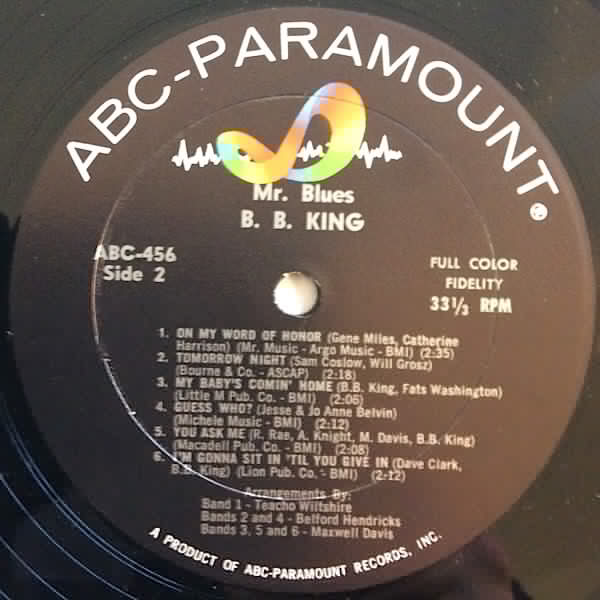 ABC-PARAMOUNT®
Mr. Blues
B. B. KING
ABC-456
Side 2
FULL COLOR
FIDELITY
33 1/3 RPM
1. ON MY WORD OF HONOR (Gene Miles, Catherine
Harrison) (Mr. Music - Argo Music - BMI) (2:35)
2. TOMORROW NIGHT (Sam Coslow, Will Grosz)
(Bourne & Co. - ASCAP) (2:18)
3. MY BABY'S COMIN' HOME (B.B. King, Fats Washington)
(Little M Pub. Co. - BMI) (2:06)
4. GUESS WHO? (Jesse & Jo Anne Belvin)
(Michele Music - BMI) (2:12)
5. YOU ASK ME (R. Rae, A. Knight, M. Davis, B.B. King)
(Macadell Pub. Co. - BMI) (2:08)
6. I'M GONNA SIT IN 'TIL YOU GIVE IN (Dave Clark,
B.B. King) (Lion Pub. Co. - BMI) (2:12)
Arrangements By:
Band 1 - Teacho Wiltshire
Bands 2 and 4 - Belford Hendricks
Bands 3, 5 and 6 - Maxwell Davis
A PRODUCT OF ABC-PARAMOUNT RECORDS, INC.